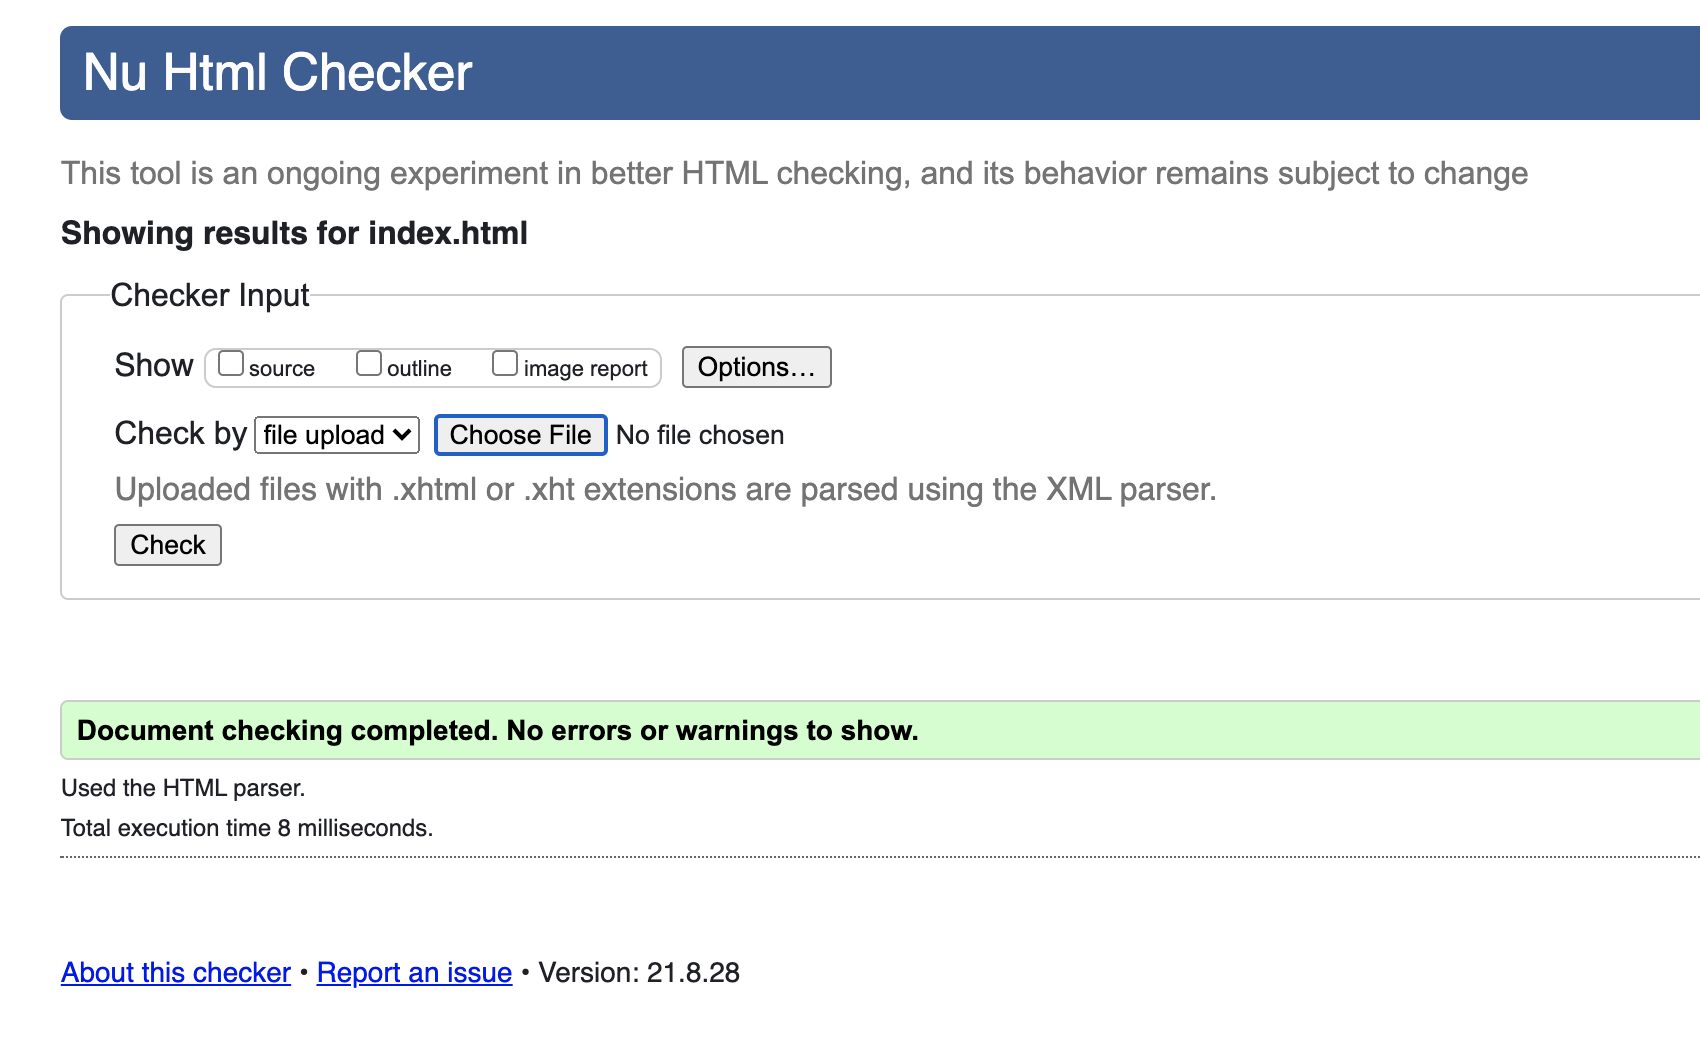 Nu Html Checker
This tool is an ongoing experiment in better HTML checking, and its behavior remains subject to change
Showing results for index.html
Checker Input
Show source outline image report Options...
Check by file upload Choose File No file chosen
Uploaded files with .xhtml or .xht extensions are parsed using the XML parser.
Check
Document checking completed. No errors or warnings to show.
Used the HTML parser.
Total execution time 8 milliseconds.
About this checker • Report an issue • Version: 21.8.28